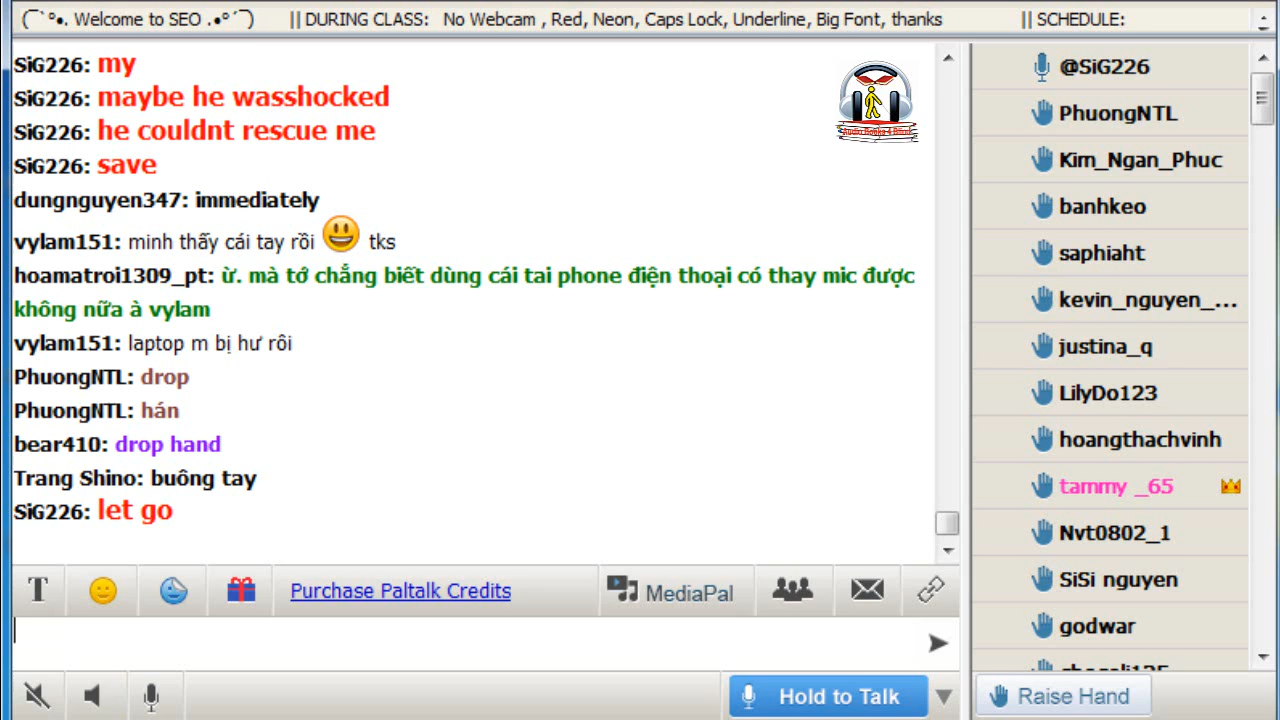 (¯`°•. Welcome to SEO .•°´¯) || DURING CLASS: No Webcam , Red, Neon, Caps Lock, Underline, Big Font, thanks || SCHEDULE:
SiG226: my
SiG226: maybe he wasshocked
SiG226: he couldnt rescue me
SiG226: save
dungnguyen347: immediately
vylam151: minh thấy cái tay rồi 😃 tks
hoamatroi1309_pt: ừ. mà tớ chẳng biết dùng cái tai phone điện thoại có thay mic được
không nữa à vylam
vylam151: laptop m bị hư rôi
PhuongNTL: drop
PhuongNTL: hán
bear410: drop hand
Trang Shino: buông tay
SiG226: let go
Audio Books 4 Blind
@SiG226
PhuongNTL
Kim_Ngan_Phuc
banhkeo
saphiaht
kevin_nguyen_...
justina_q
LilyDo123
hoangthachvinh
tammy _65
Nvt0802_1
SiSi nguyen
godwar
T Purchase Paltalk Credits MediaPal
Hold to Talk
Raise Hand